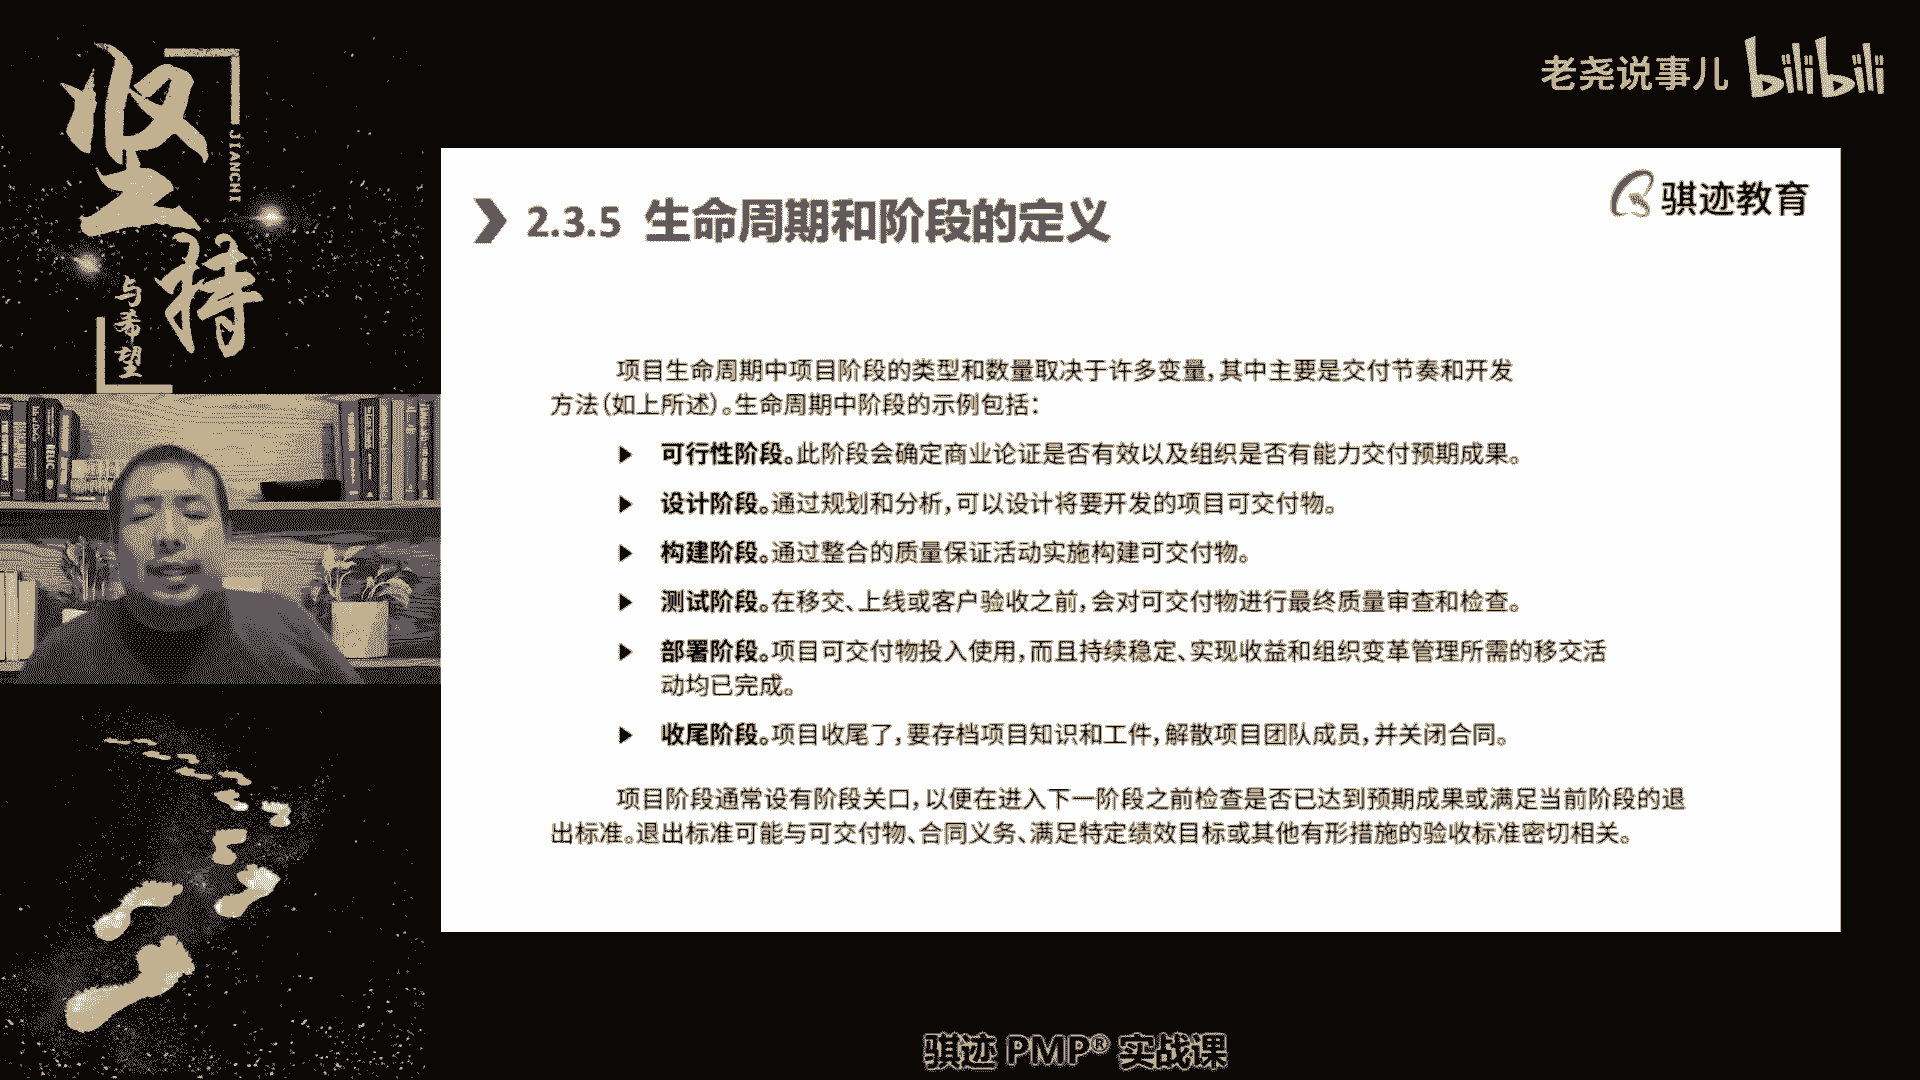 坚
持
JIANCHI
与希望
老尧说事儿 bilibili
骐迹教育
2.3.5 生命周期和阶段的定义
项目生命周期中项目阶段的类型和数量取决于许多变量，其中主要是交付节奏和开发
方法（如上所述）。生命周期中阶段的示例包括：
可行性阶段。此阶段会确定商业论证是否有效以及组织是否有能力交付预期成果。
设计阶段。通过规划和分析，可以设计将要开发的项目可交付物。
构建阶段。通过整合的质量保证活动实施构建可交付物。
测试阶段。在移交、上线或客户验收之前，会对可交付物进行最终质量审查和检查。
部署阶段。项目可交付物投入使用，而且持续稳定、实现收益和组织变革管理所需的移交活
动均已完成。
收尾阶段。项目收尾了，要存档项目知识和工件，解散项目团队成员，并关闭合同。
项目阶段通常设有阶段关口，以便在进入下一阶段之前检查是否已达到预期成果或满足当前阶段的退
出标准。退出标准可能与可交付物、合同义务、满足特定绩效目标或其他有形措施的验收标准密切相关。
骐迹 PMP® 实战课